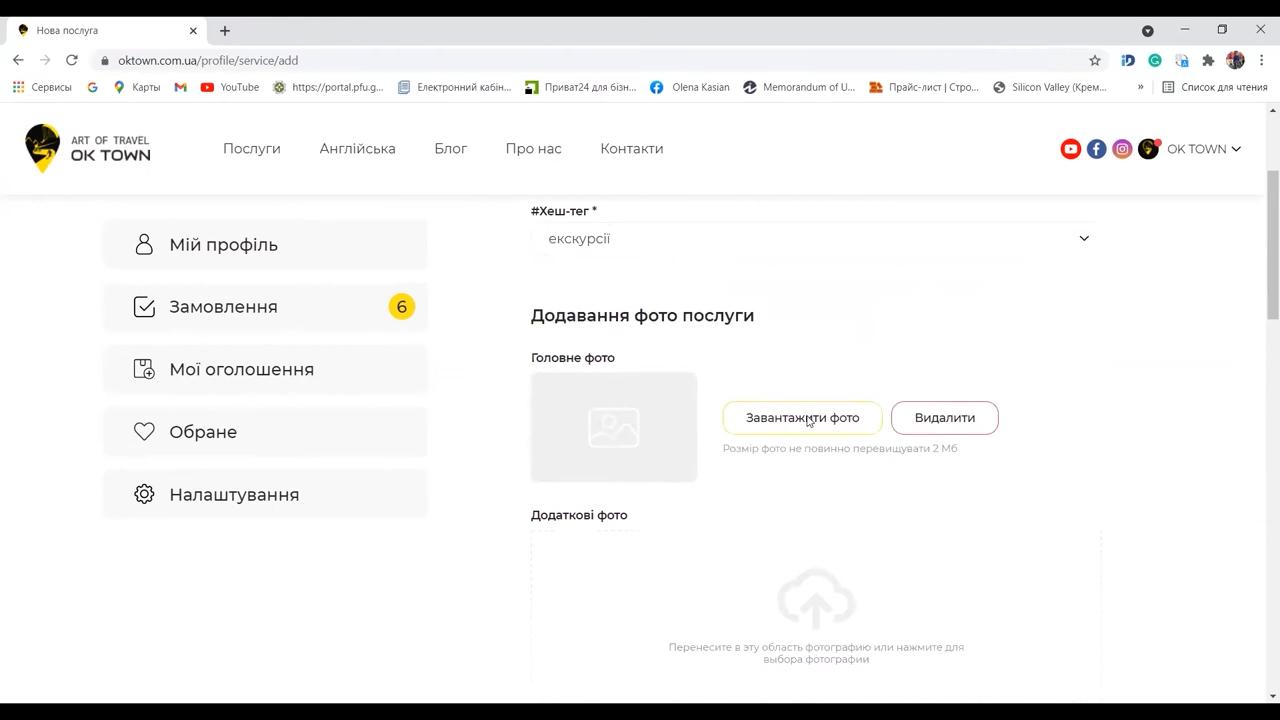 Нова послуга
oktown.com.ua/profile/service/add
Сервисы
Карты
YouTube
https://portal.pfu.g...
Електронний кабін...
Приват24 для бізн...
Olena Kasian
Memorandum of U...
Прайс-лист | Стро...
Silicon Valley (Крем...
»
Список для чтения
ART OF TRAVEL
OK TOWN
Послуги
Англійська
Блог
Про нас
Контакти
OK TOWN
Мій профіль
Замовлення
6
Мої оголошення
Обране
Налаштування
#Хеш-тег *
екскурсії
Додавання фото послуги
Головне фото
Завантажити фото
Видалити
Розмір фото не повинно перевищувати 2 Мб
Додаткові фото
Перенесите в эту область фотографию или нажмите для
выбора фотографии